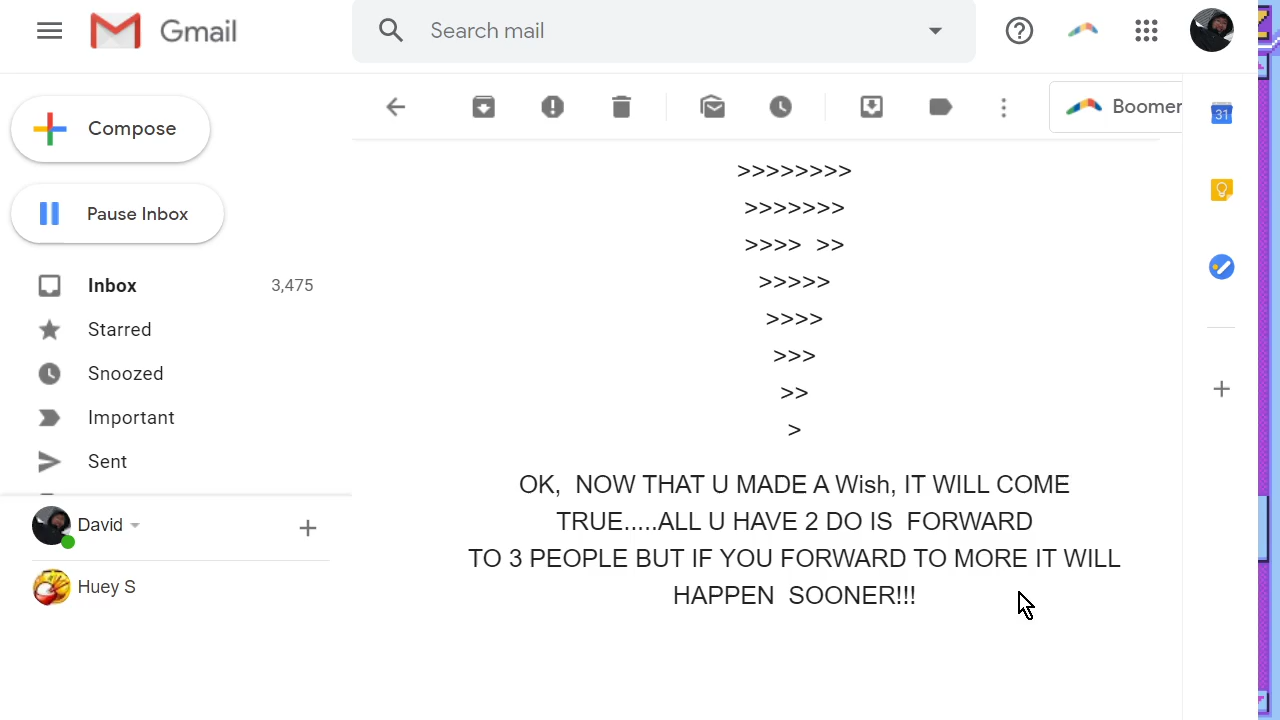 Gmail
Search mail
Compose
Boomer
31
Pause Inbox
Inbox 3,475
Starred
Snoozed
Important
Sent
David
Huey S
>>>>>>>>
>>>>>>>
>>>> >>
>>>>>
>>>>
>>>
>>
>
OK, NOW THAT U MADE A Wish, IT WILL COME
TRUE.....ALL U HAVE 2 DO IS FORWARD
TO 3 PEOPLE BUT IF YOU FORWARD TO MORE IT WILL
HAPPEN SOONER!!!